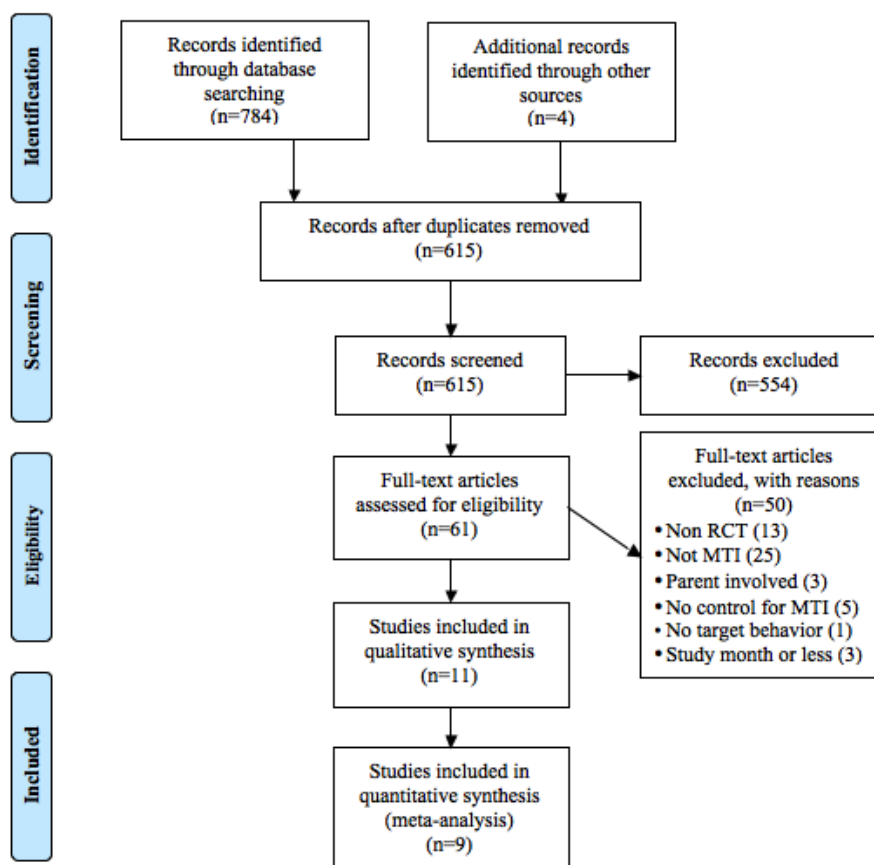 Identification
Records identified
through database
searching
(n=784)
Additional records
identified through other
sources
(n=4)
Records after duplicates removed
(n=615)
Screening
Records screened
(n=615)
Records excluded
(n=554)
Eligibility
Full-text articles
assessed for eligibility
(n=61)
Full-text articles
excluded, with reasons
(n=50)
• Non RCT (13)
• Not MTI (25)
• Parent involved (3)
• No control for MTI (5)
• No target behavior (1)
• Study month or less (3)
Studies included in
qualitative synthesis
(n=11)
Included
Studies included in
quantitative synthesis
(meta-analysis)
(n=9)